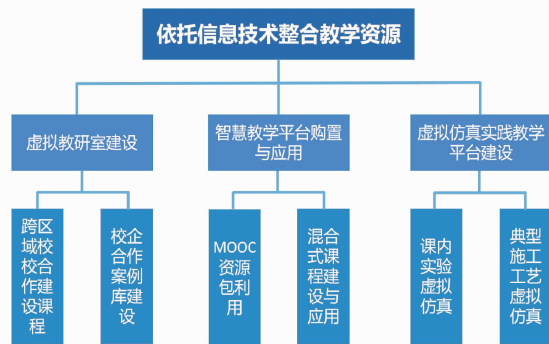 依托信息技术整合教学资源
虚拟教研室建设
智慧教学平台购置
与应用
虚拟仿真实践教学
平台建设
跨区
域校
校合
作建
设课
程
校企
合作
案例
库建
设
MOOC
资源
包利
用
混合
式课
程建
设与
应用
课内
实验
虚拟
仿真
典型
施工
工艺
虚拟
仿真